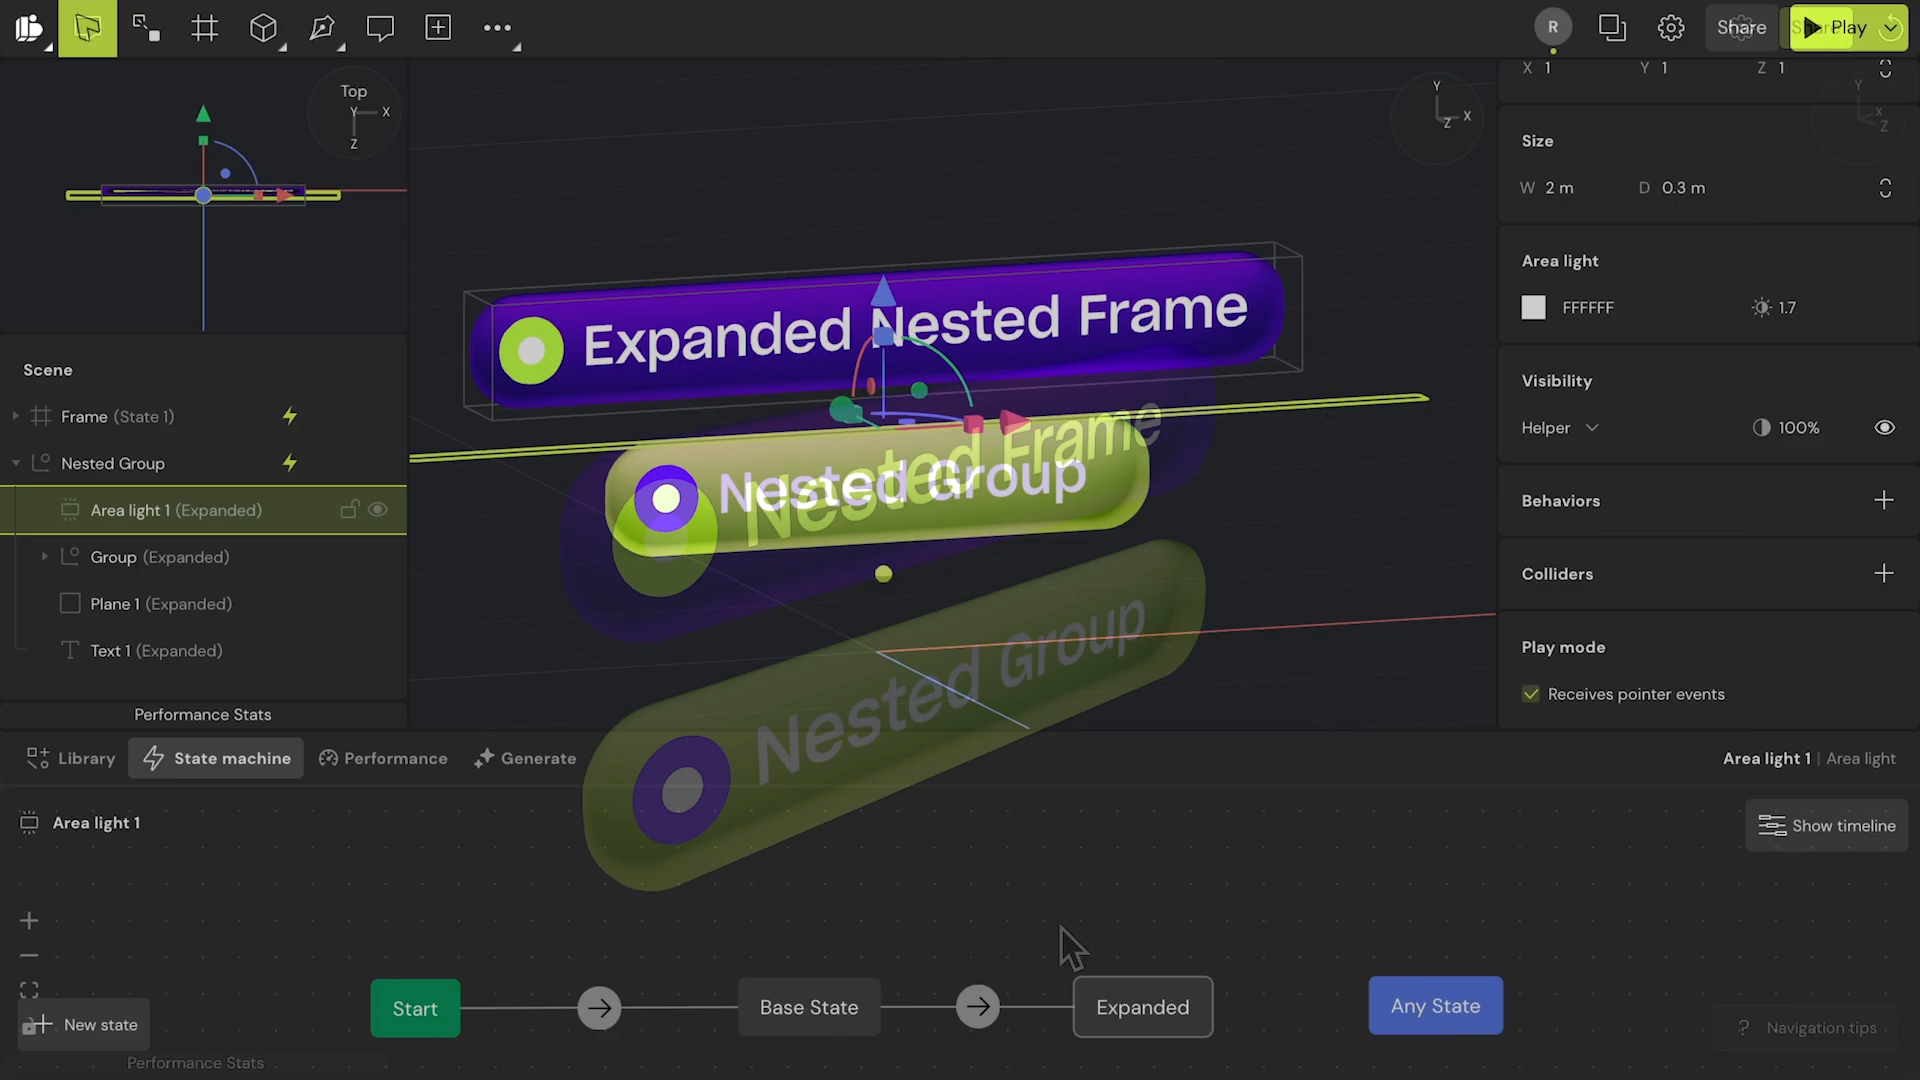 R
Share
Play
Top
Y
X
Z
Y
X
Z
X 1
Y 1
Z 1
Y
X
Z
Size
W 2 m
D 0.3 m
Area light
FFFFFF
1.7
Visibility
Helper
100%
Behaviors
Colliders
Play mode
Receives pointer events
Scene
Frame (State 1)
Nested Group
Area light 1 (Expanded)
Group (Expanded)
Plane 1 (Expanded)
Text 1 (Expanded)
Performance Stats
Expanded Nested Frame
Nested Frame
Nested Group
Nested Group
Library
State machine
Performance
Generate
Area light 1 | Area light
Area light 1
Show timeline
Start
Base State
Expanded
Any State
New state
? Navigation tips
Performance Stats